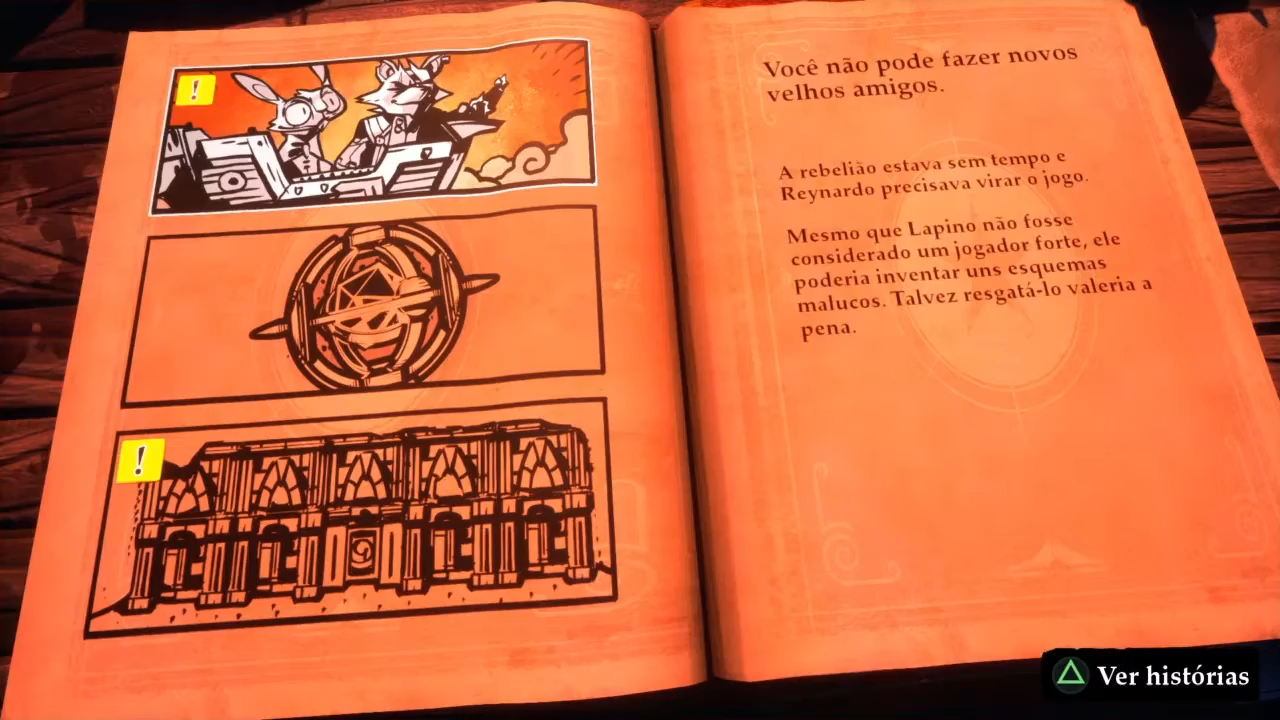 !
!
Você não pode fazer novos
velhos amigos.
A rebelião estava sem tempo e
Reynardo precisava virar o jogo.
Mesmo que Lapino não fosse
considerado um jogador forte, ele
poderia inventar uns esquemas
malucos. Talvez resgatá-lo valeria a
pena.
Ver histórias